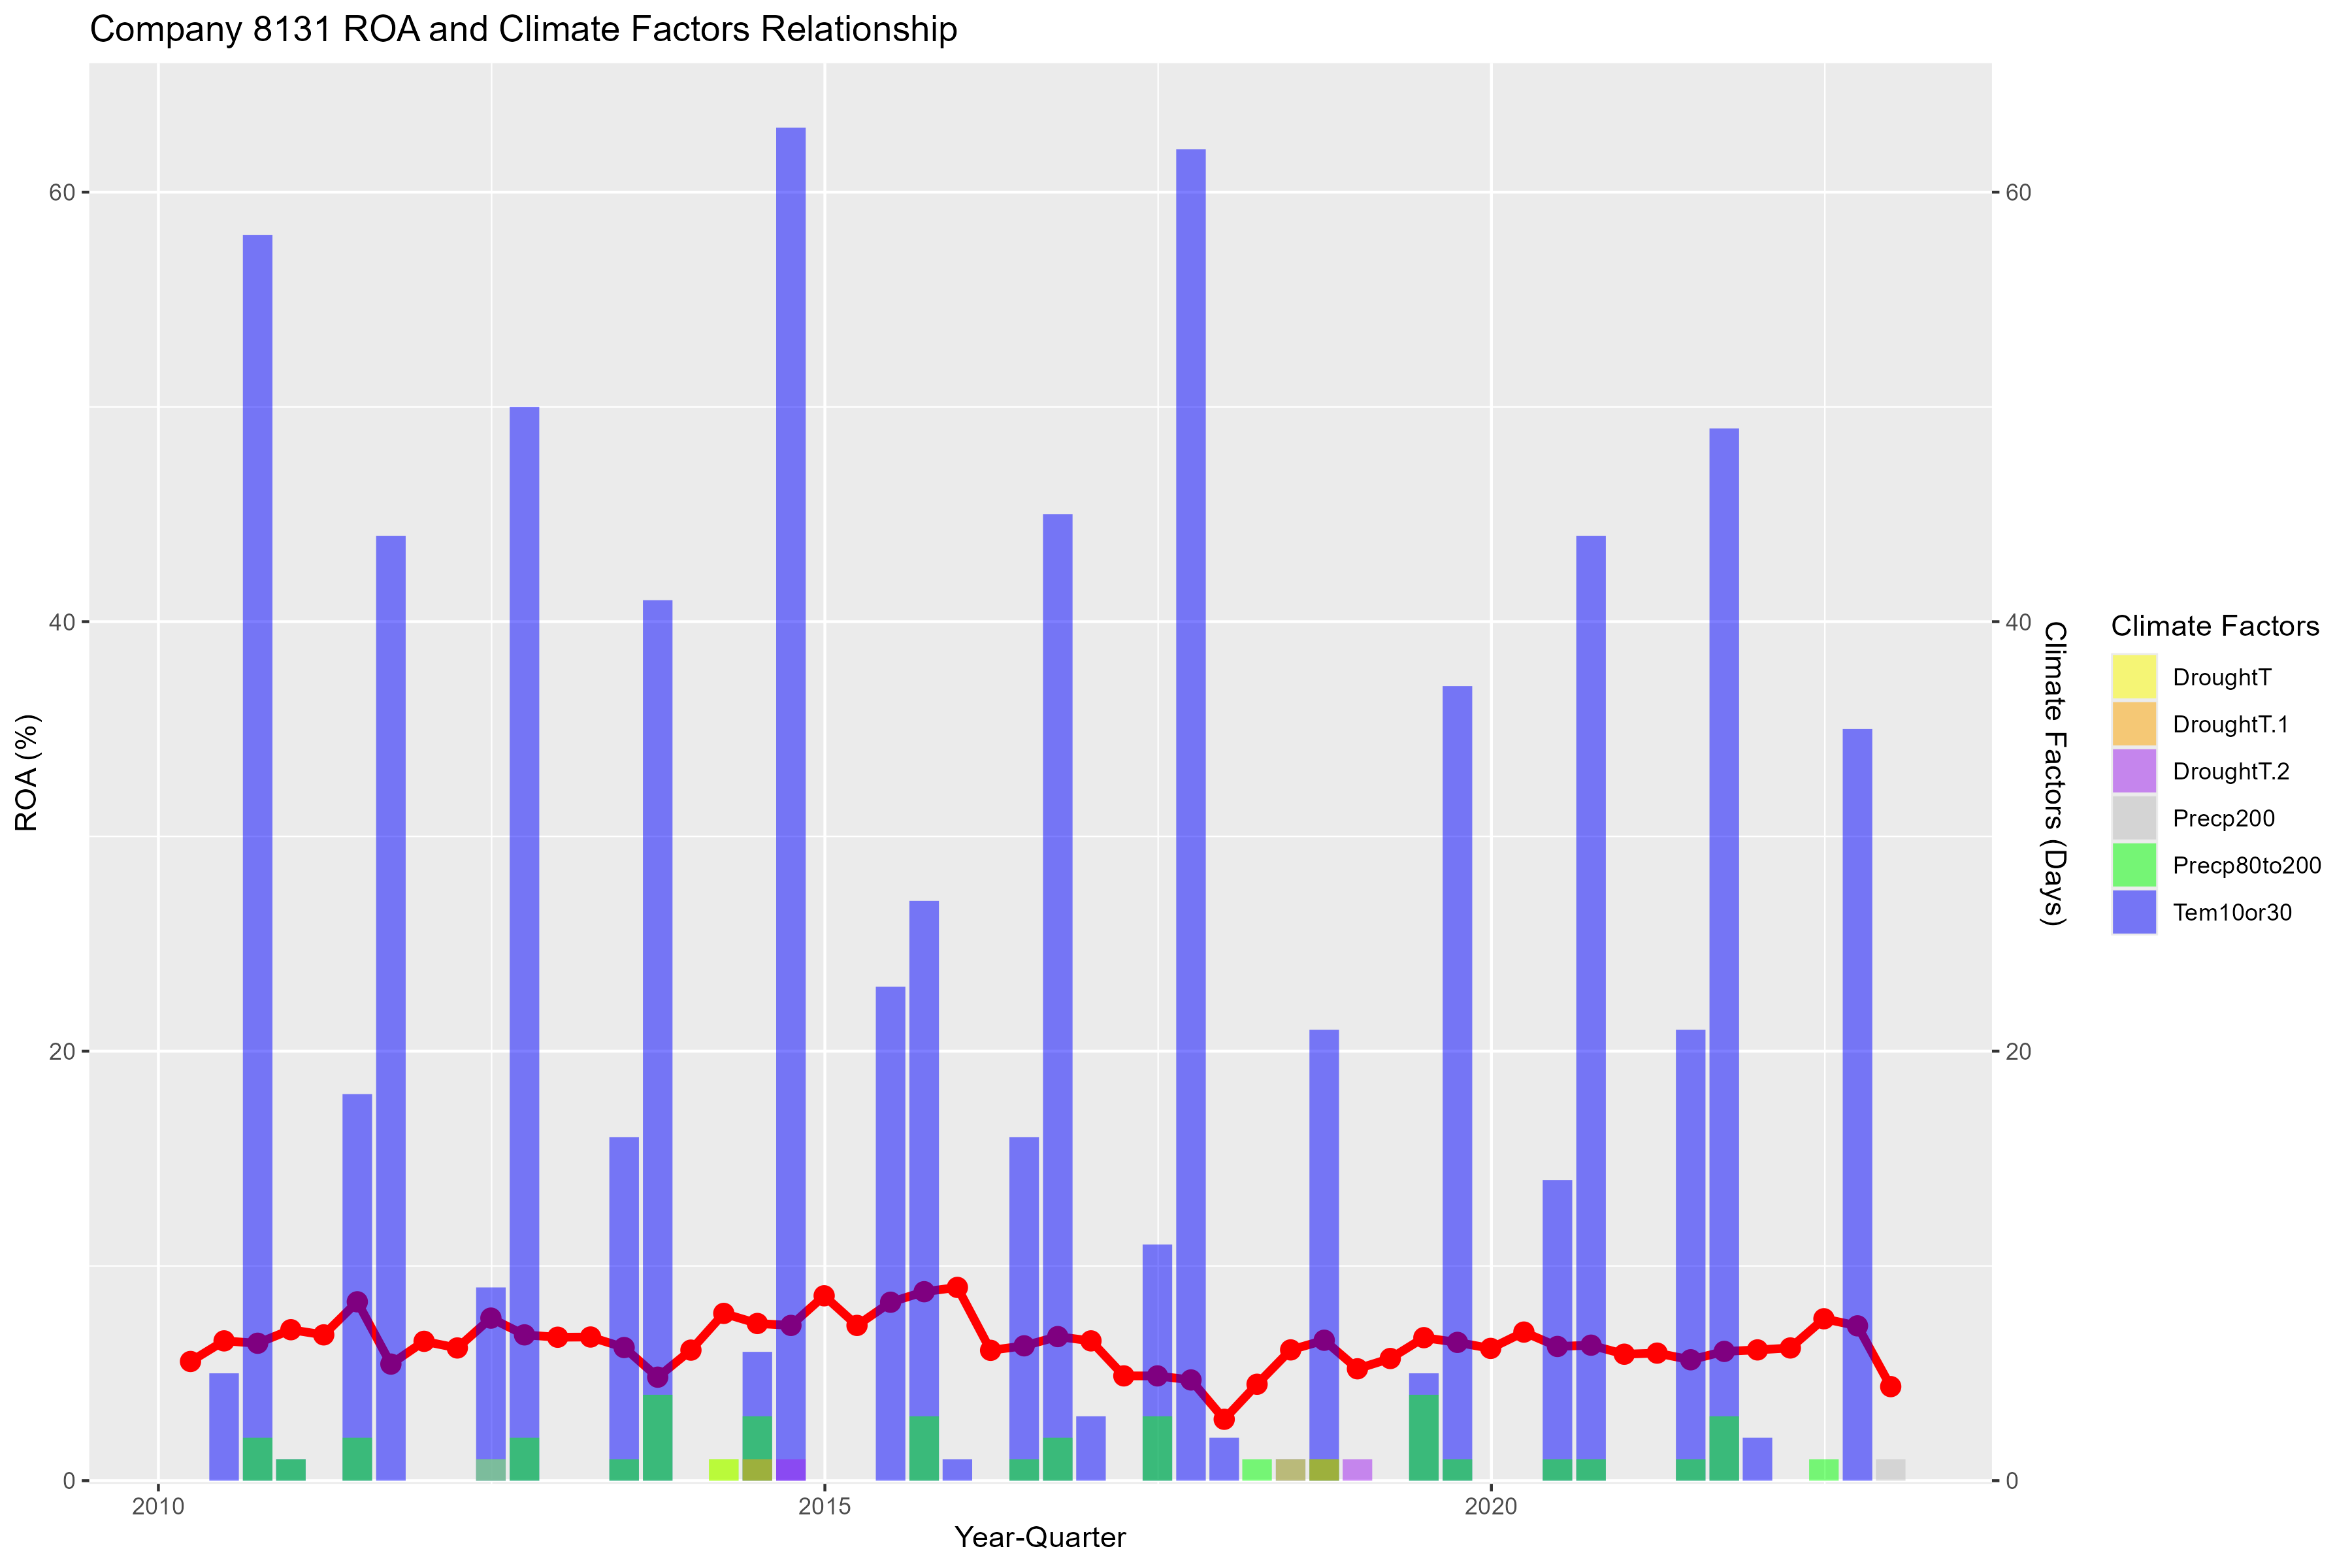 Company 8131 ROA and Climate Factors Relationship
60
40
20
0
ROA (%)
2010
2015
2020
Year-Quarter
60
40
20
0
Climate Factors (Days)
Climate Factors
DroughtT
DroughtT.1
DroughtT.2
Precp200
Precp80to200
Tem10or30